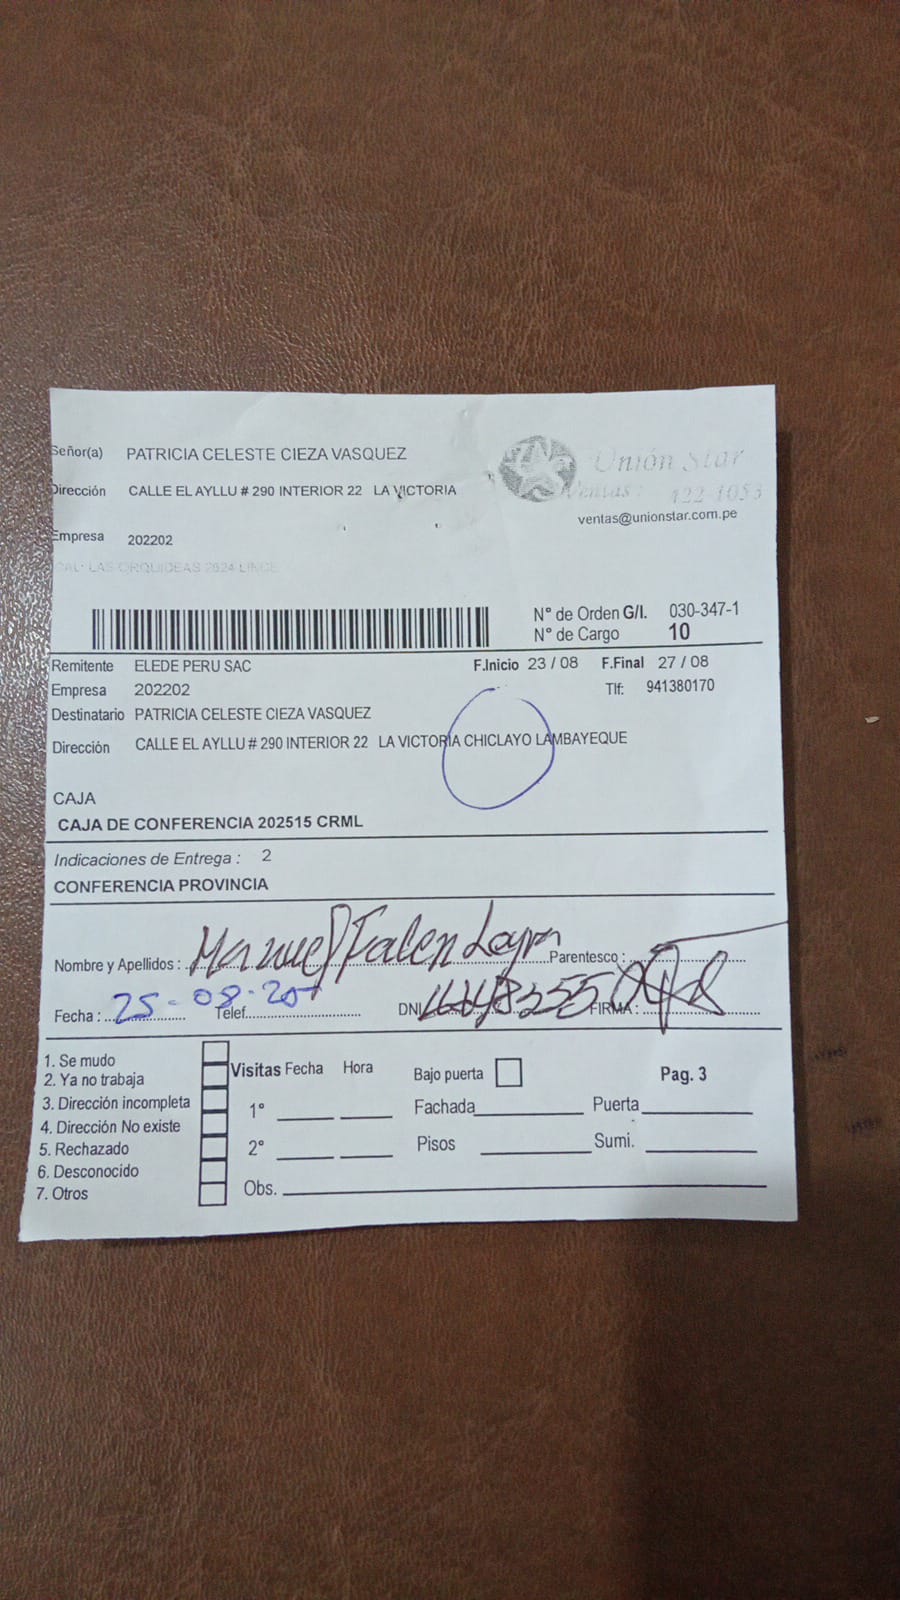 Señor(a) PATRICIA CELESTE CIEZA VASQUEZ
Dirección CALLE EL AYLLU # 290 INTERIOR 22 LA VICTORIA
Empresa 202202
CAL· LAS ORQUIDEAS 2624 LINCE
Unión Star
Ventas: 422-1053
ventas@unionstar.com.pe
N° de Orden G/I. 030-347-1
N° de Cargo 10
Remitente ELEDE PERU SAC F.Inicio 23 / 08 F.Final 27 / 08
Empresa 202202 Tlf: 941380170
Destinatario PATRICIA CELESTE CIEZA VASQUEZ
Dirección CALLE EL AYLLU # 290 INTERIOR 22 LA VICTORIA CHICLAYO LAMBAYEQUE
CAJA
CAJA DE CONFERENCIA 202515 CRML
Indicaciones de Entrega : 2
CONFERENCIA PROVINCIA
Nombre y Apellidos : Manuel Falen Parentesco :
Fecha : 25-08-20 Telef. DNI FIRMA :
1. Se mudo
2. Ya no trabaja
3. Dirección incompleta
4. Dirección No existe
5. Rechazado
6. Desconocido
7. Otros
Visitas Fecha Hora Bajo puerta Pag. 3
1° Fachada Puerta
2° Pisos Sumi.
Obs.